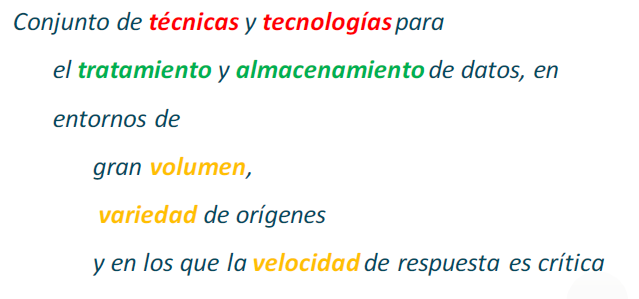 Conjunto de técnicas y tecnologías para
el tratamiento y almacenamiento de datos, en
entornos de
gran volumen,
variedad de orígenes
y en los que la velocidad de respuesta es crítica